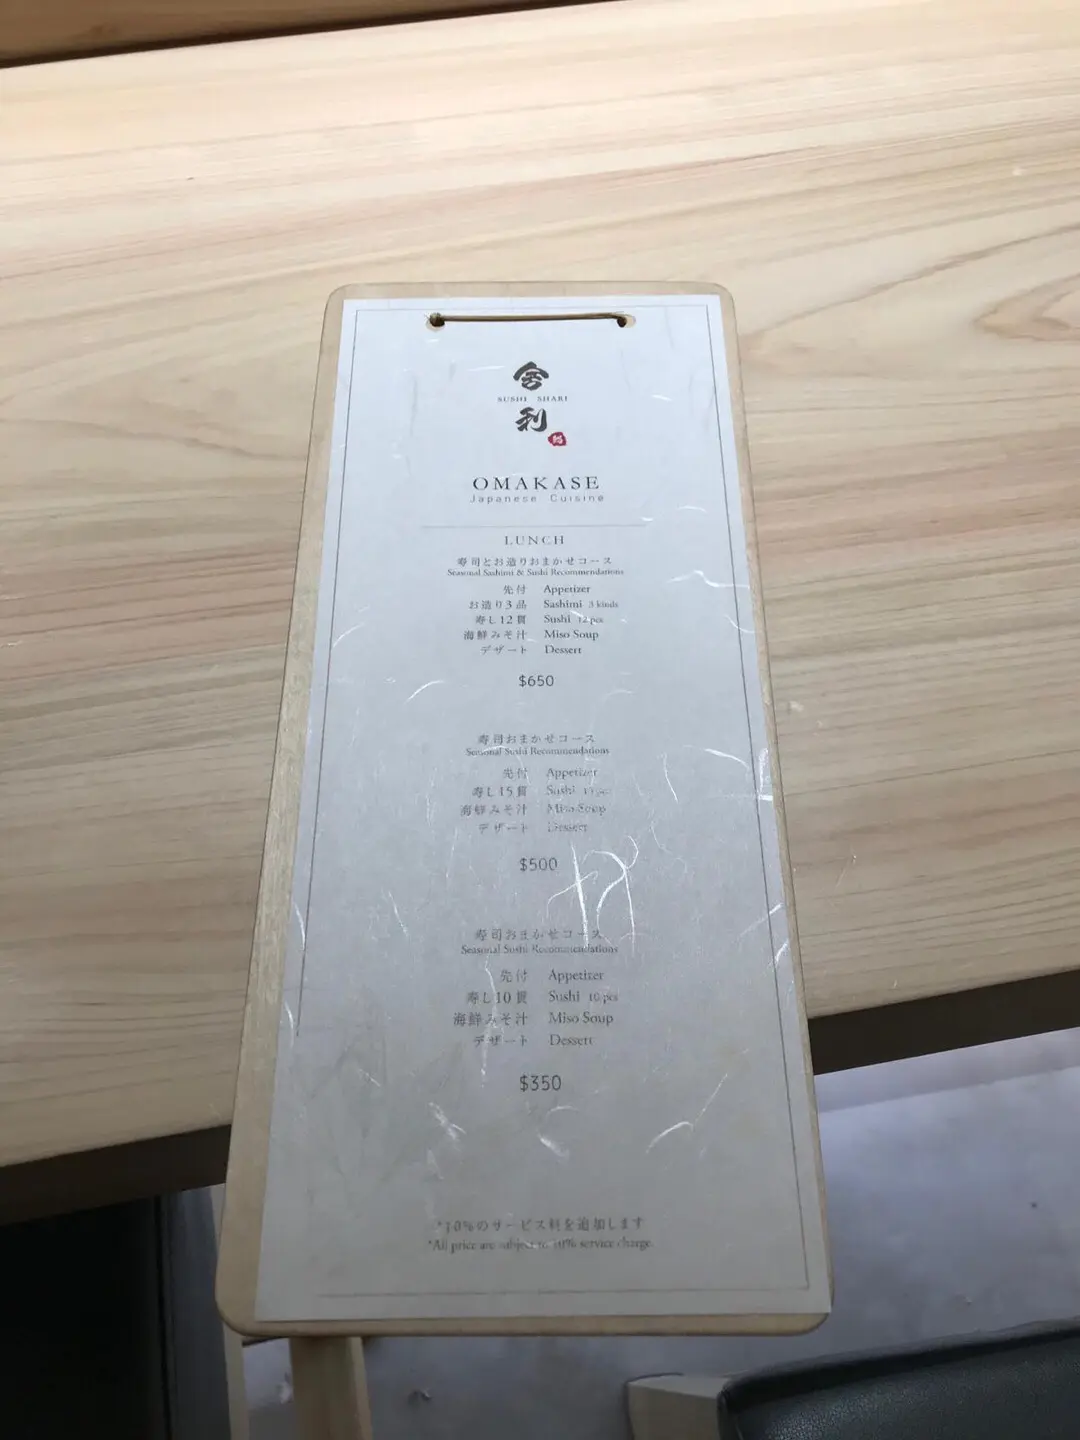 舎
SUSHI SHARI
利
OMAKASE
Japanese Cuisine
LUNCH
寿司とお造りおまかせコース
Seasonal Sashimi & Sushi Recommendations
先付 Appetizer
お造り3品 Sashimi 3 kinds
寿し12貫 Sushi 12 pcs
海鮮みそ汁 Miso Soup
デザート Dessert
$650
寿司おまかせコース
Seasonal Sushi Recommendations
先付 Appetizer
寿し15貫 Sushi 15 pcs
海鮮みそ汁 Miso Soup
デザート Dessert
$500
寿司おまかせコース
Seasonal Sushi Recommendations
先付 Appetizer
寿し10貫 Sushi 10 pcs
海鮮みそ汁 Miso Soup
デザート Dessert
$350
*10%のサービス料を追加します
*All price are subject to 10% service charge.